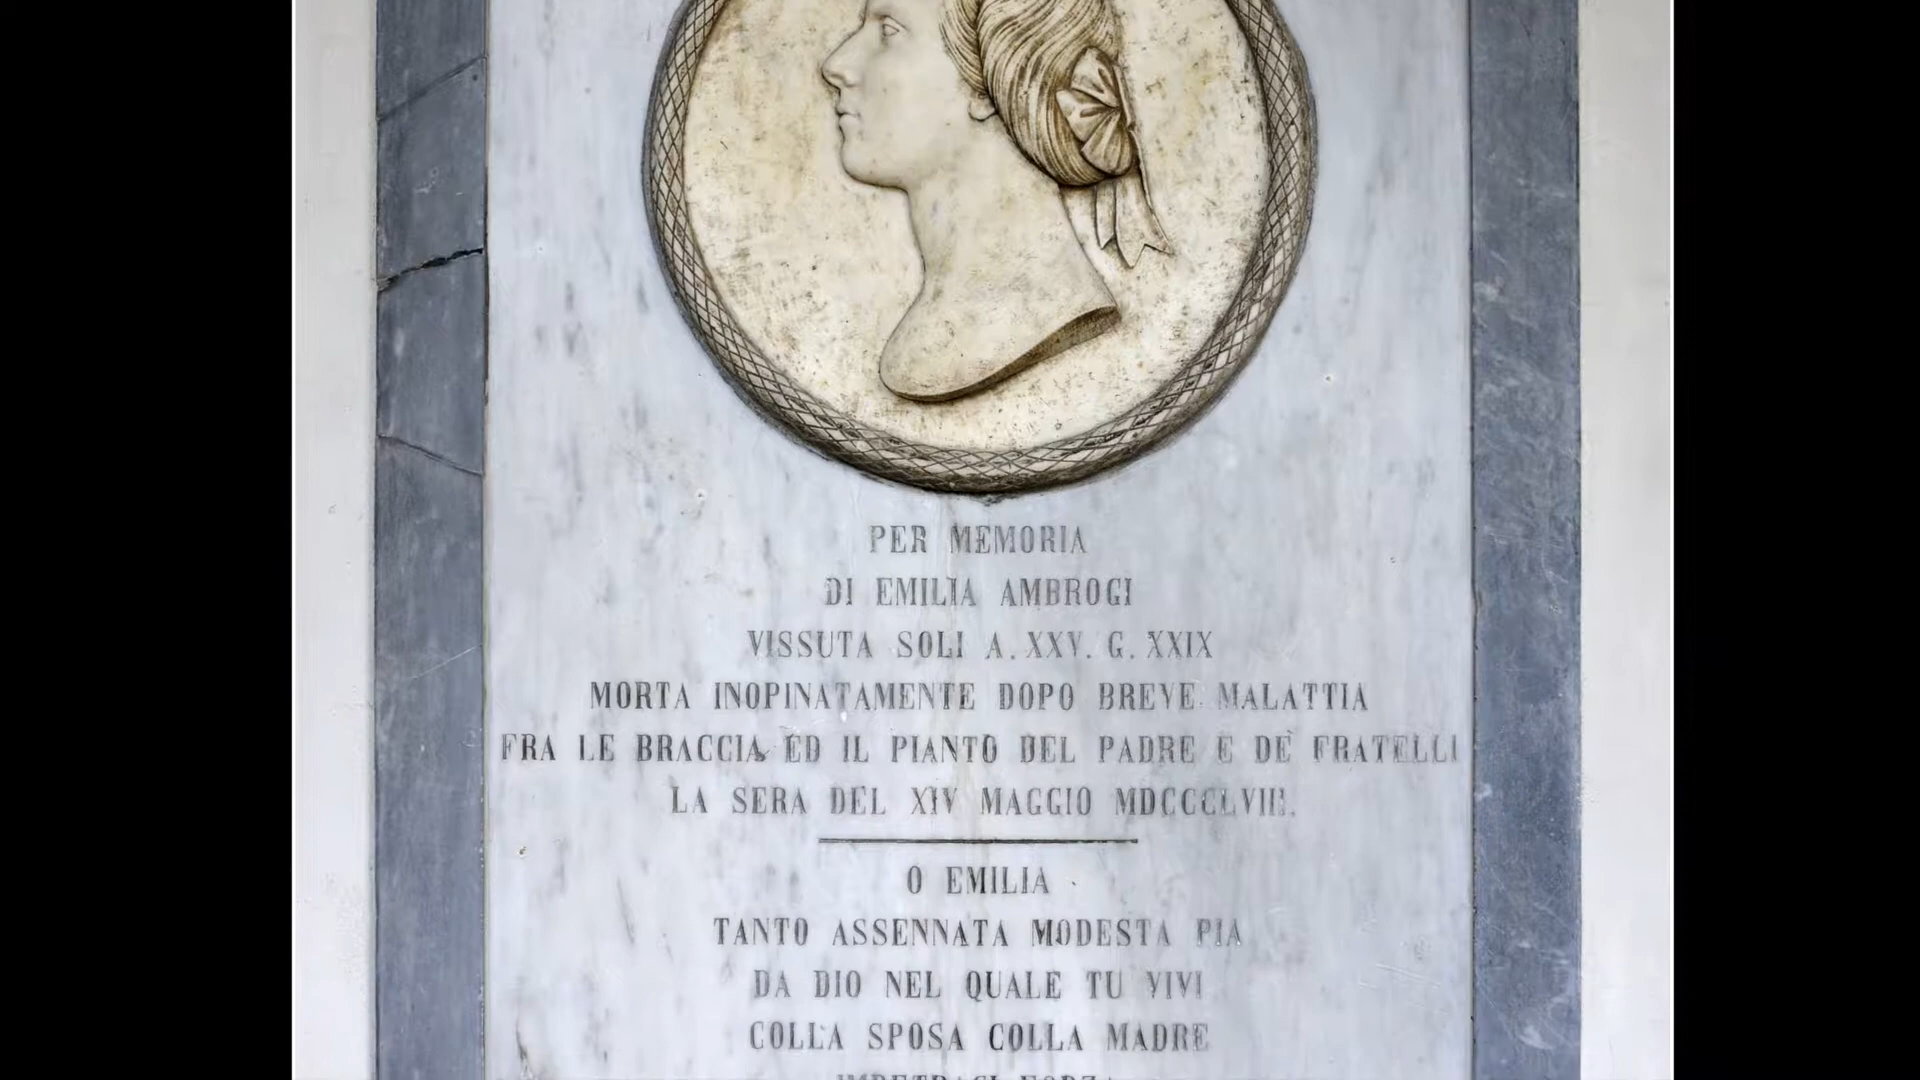 PER MEMORIA
DI EMILIA AMBROGI
VISSUTA SOLI A. XXV. G. XXIX
MORTA INOPINATAMENTE DOPO BREVE MALATTIA
FRA LE BRACCIA ED IL PIANTO DEL PADRE E DE' FRATELLI
LA SERA DEL XIV MAGGIO MDCCCLVIII.
O EMILIA
TANTO ASSENNATA MODESTA PIA
DA DIO NEL QUALE TU VIVI
COLLA SPOSA COLLA MADRE
IMPETRACI FORZA